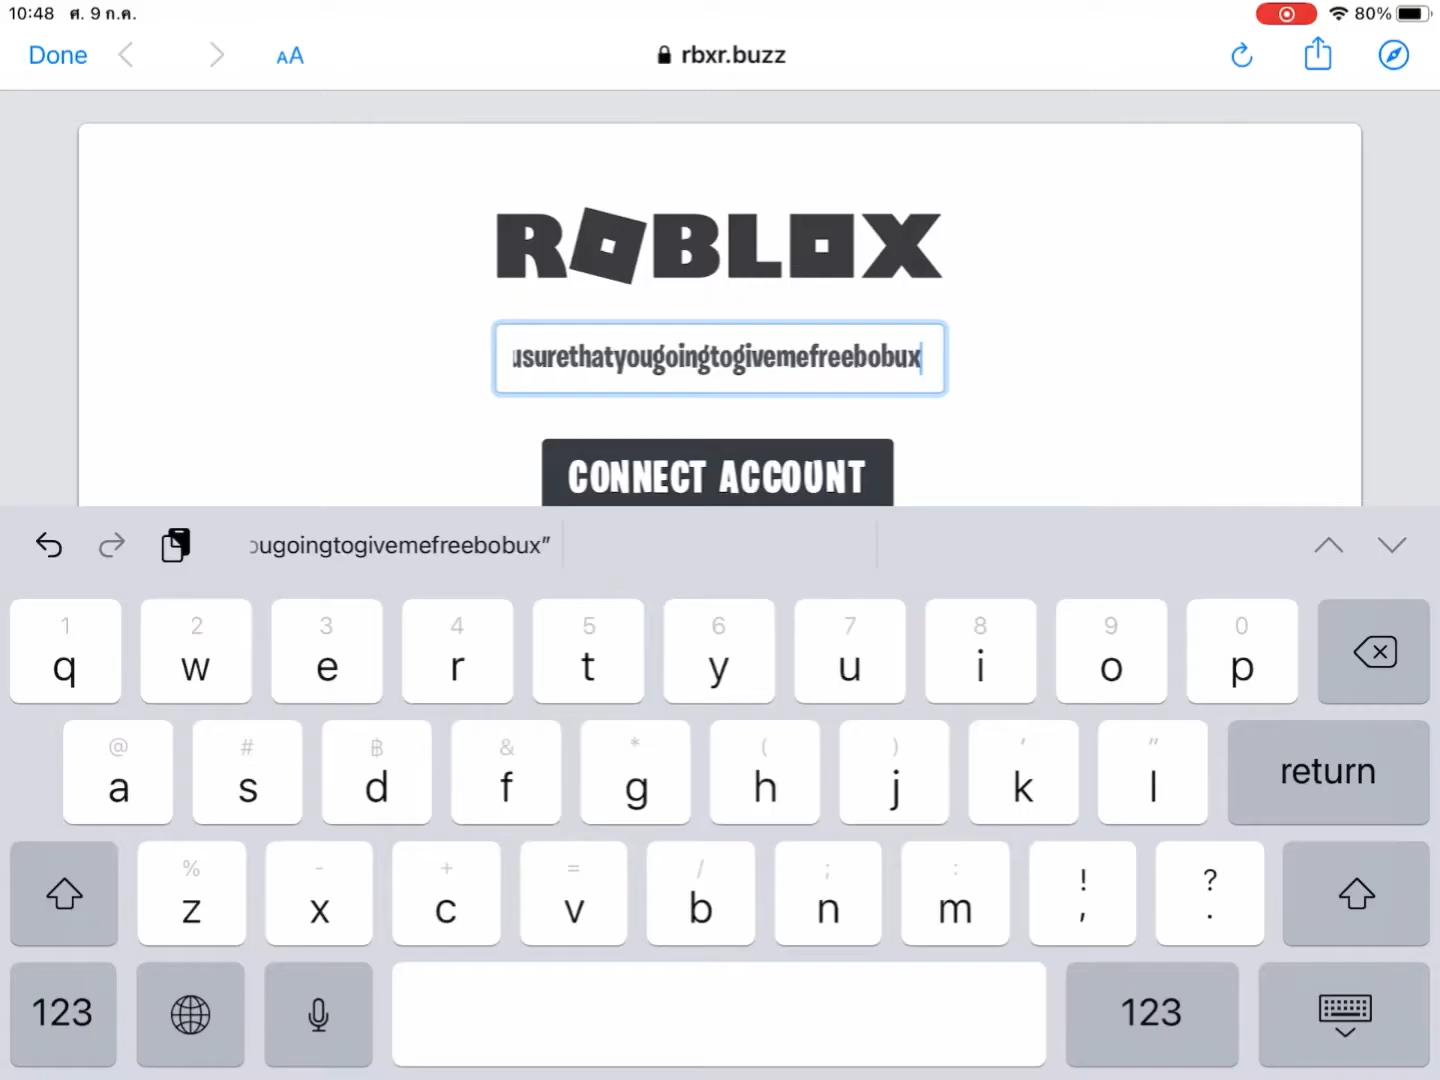 10:48 ศ. 9 ก.ค. 80%
Done AA rbxr.buzz
ROBLOX
usurethatyougoingtogivemefreebobux
CONNECT ACCOUNT
ougoingtogivemefreebobux”
1 2 3 4 5 6 7 8 9 0
q w e r t y u i o p
@ # ฿ & * ( ) ' "
a s d f g h j k l return
% - + = / ; : ! ?
z x c v b n m , .
123 123